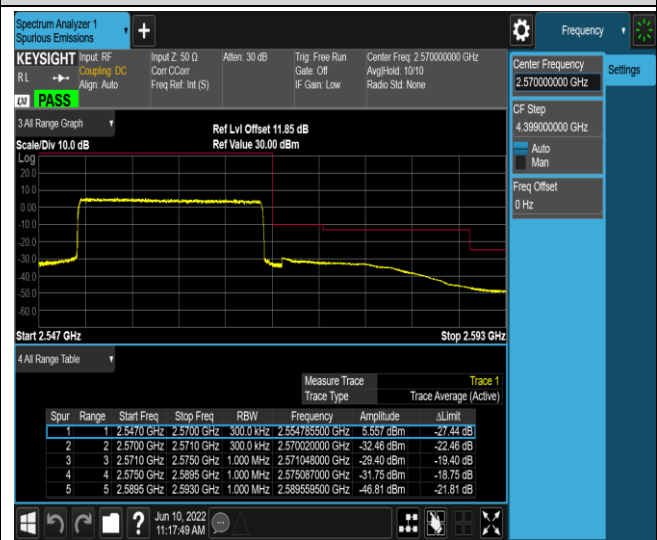 Spectrum Analyzer 1
Spurious Emissions
Frequency
KEYSIGHT
RL
LXI PASS
Input: RF
Coupling: DC
Align: Auto
Input Z: 50 Ω
Corr CCorr
Freq Ref: Int (S)
Atten: 30 dB
Trig: Free Run
Gate: Off
IF Gain: Low
Center Freq: 2.570000000 GHz
Avg|Hold: 10/10
Radio Std: None
Center Frequency
2.570000000 GHz
Settings
CF Step
4.399000000 GHz
Auto
Man
Freq Offset
0 Hz
3 All Range Graph
Scale/Div 10.0 dB
Ref Lvl Offset 11.85 dB
Ref Value 30.00 dBm
Log
20.0
10.0
0.00
-10.0
-20.0
-30.0
-40.0
-50.0
-60.0
Start 2.547 GHz
Stop 2.593 GHz
4 All Range Table
Measure Trace Trace 1
Trace Type Trace Average (Active)
Spur Range Start Freq Stop Freq RBW Frequency Amplitude ΔLimit
1 1 2.5470 GHz 2.5700 GHz 300.0 kHz 2.554785500 GHz 5.557 dBm -27.44 dB
2 2 2.5700 GHz 2.5710 GHz 300.0 kHz 2.570020000 GHz -32.46 dBm -22.46 dB
3 3 2.5710 GHz 2.5750 GHz 1.000 MHz 2.571048000 GHz -29.40 dBm -19.40 dB
4 4 2.5750 GHz 2.5895 GHz 1.000 MHz 2.575087000 GHz -31.75 dBm -18.75 dB
5 5 2.5895 GHz 2.5930 GHz 1.000 MHz 2.589559500 GHz -46.81 dBm -21.81 dB
Jun 10, 2022
11:17:49 AM